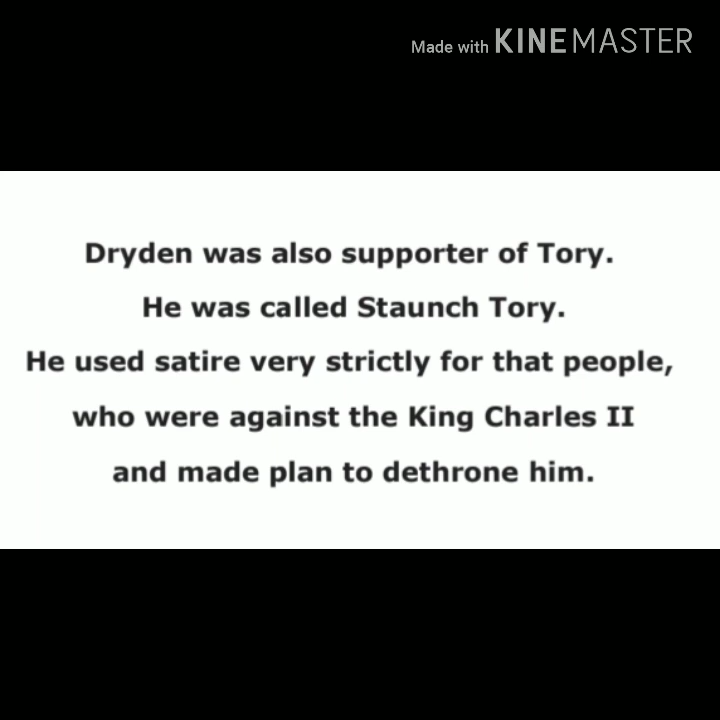 Made with KINEMASTER
Dryden was also supporter of Tory.
He was called Staunch Tory.
He used satire very strictly for that people,
who were against the King Charles II
and made plan to dethrone him.